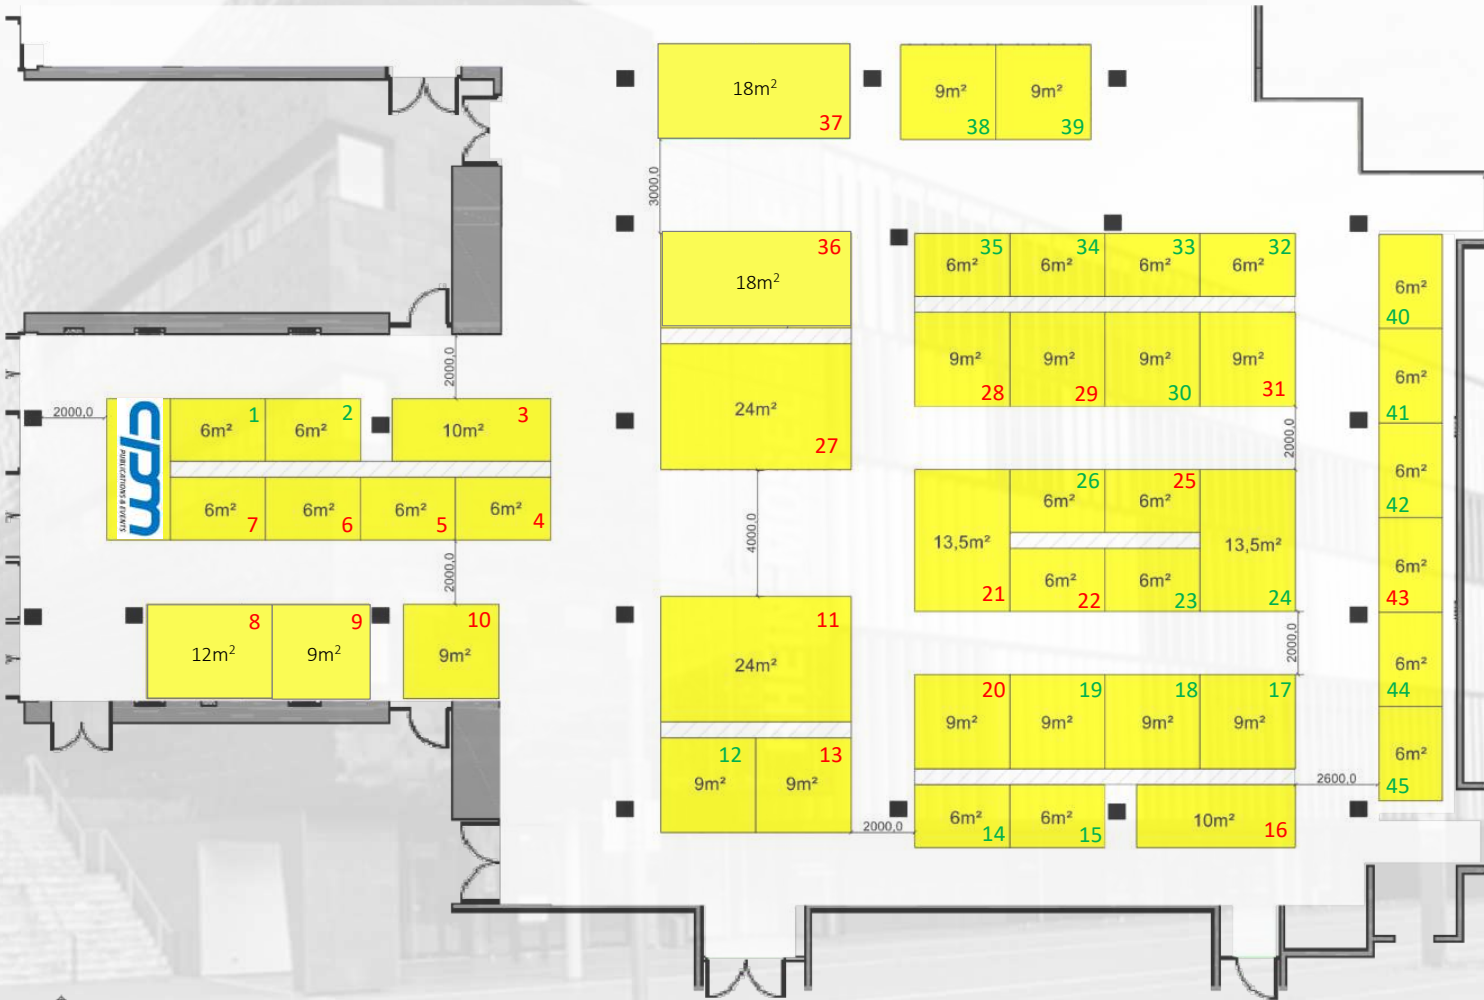 18m²
37
9m²
38
9m²
39
3000,0
36
18m²
35
6m²
34
6m²
33
6m²
32
6m²
6m²
40
9m²
28
9m²
29
9m²
30
9m²
31
6m²
41
24m²
27
2000,0
2000,0
2000,0
cpm
PUBLICATIONS & EVENTS
1
6m²
2
6m²
3
10m²
6m²
7
6m²
6
6m²
5
6m²
4
6m²
42
13,5m²
21
26
6m²
25
6m²
13,5m²
24
4000,0
2000,0
6m²
22
6m²
23
6m²
43
8
12m²
9
9m²
10
9m²
11
24m²
2000,0
6m²
44
20
9m²
19
9m²
18
9m²
17
9m²
12
9m²
13
9m²
6m²
45
2600,0
2000,0
6m²
14
6m²
15
10m²
16